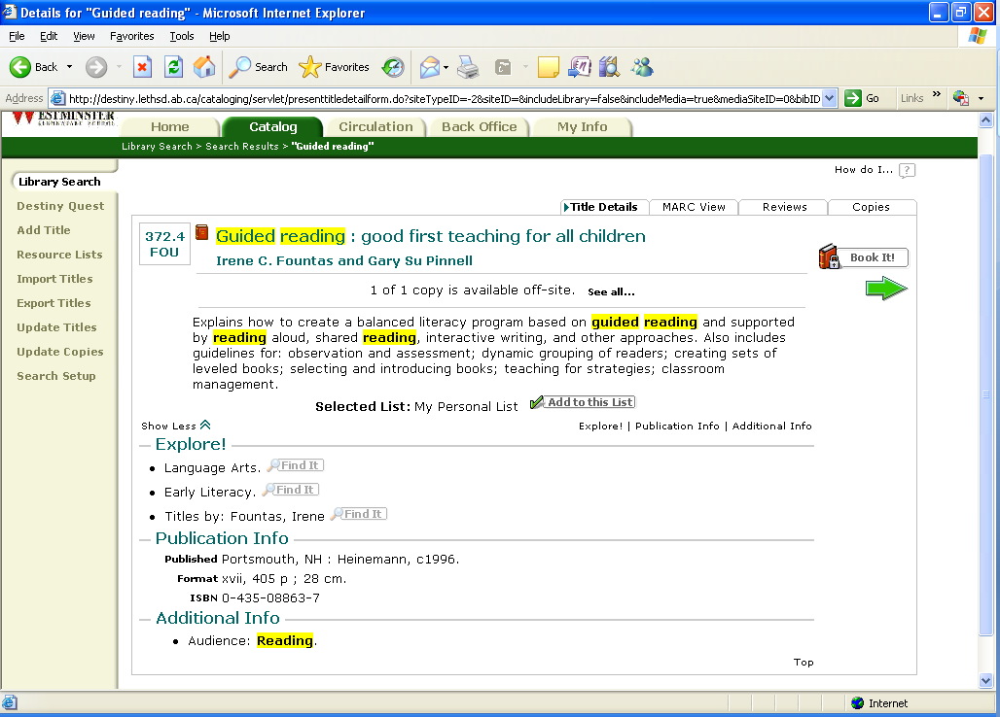 Details for "Guided reading" - Microsoft Internet Explorer
File Edit View Favorites Tools Help
Back Search Favorites
Address http://destiny.lethsd.ab.ca/cataloging/servlet/presenttitledetailform.do?siteTypeID=-2&siteID=&includeLibrary=false&includeMedia=true&mediaSiteID=0&bibID Go Links »
WESTMINSTER
ELEMENTARY SCHOOL
Home Catalog Circulation Back Office My Info
Library Search > Search Results > "Guided reading"
How do I... ?
Library Search
Destiny Quest
Add Title
Resource Lists
Import Titles
Export Titles
Update Titles
Update Copies
Search Setup
Title Details MARC View Reviews Copies
372.4
FOU
Guided reading : good first teaching for all children
Irene C. Fountas and Gary Su Pinnell
Book It!
1 of 1 copy is available off-site. See all...
Explains how to create a balanced literacy program based on guided reading and supported
by reading aloud, shared reading, interactive writing, and other approaches. Also includes
guidelines for: observation and assessment; dynamic grouping of readers; creating sets of
leveled books; selecting and introducing books; teaching for strategies; classroom
management.
Selected List: My Personal List Add to this List
Show Less Explore! | Publication Info | Additional Info
Explore!
Language Arts. Find It
Early Literacy. Find It
Titles by: Fountas, Irene Find It
Publication Info
Published Portsmouth, NH : Heinemann, c1996.
Format xvii, 405 p ; 28 cm.
ISBN 0-435-08863-7
Additional Info
Audience: Reading.
Top
Internet